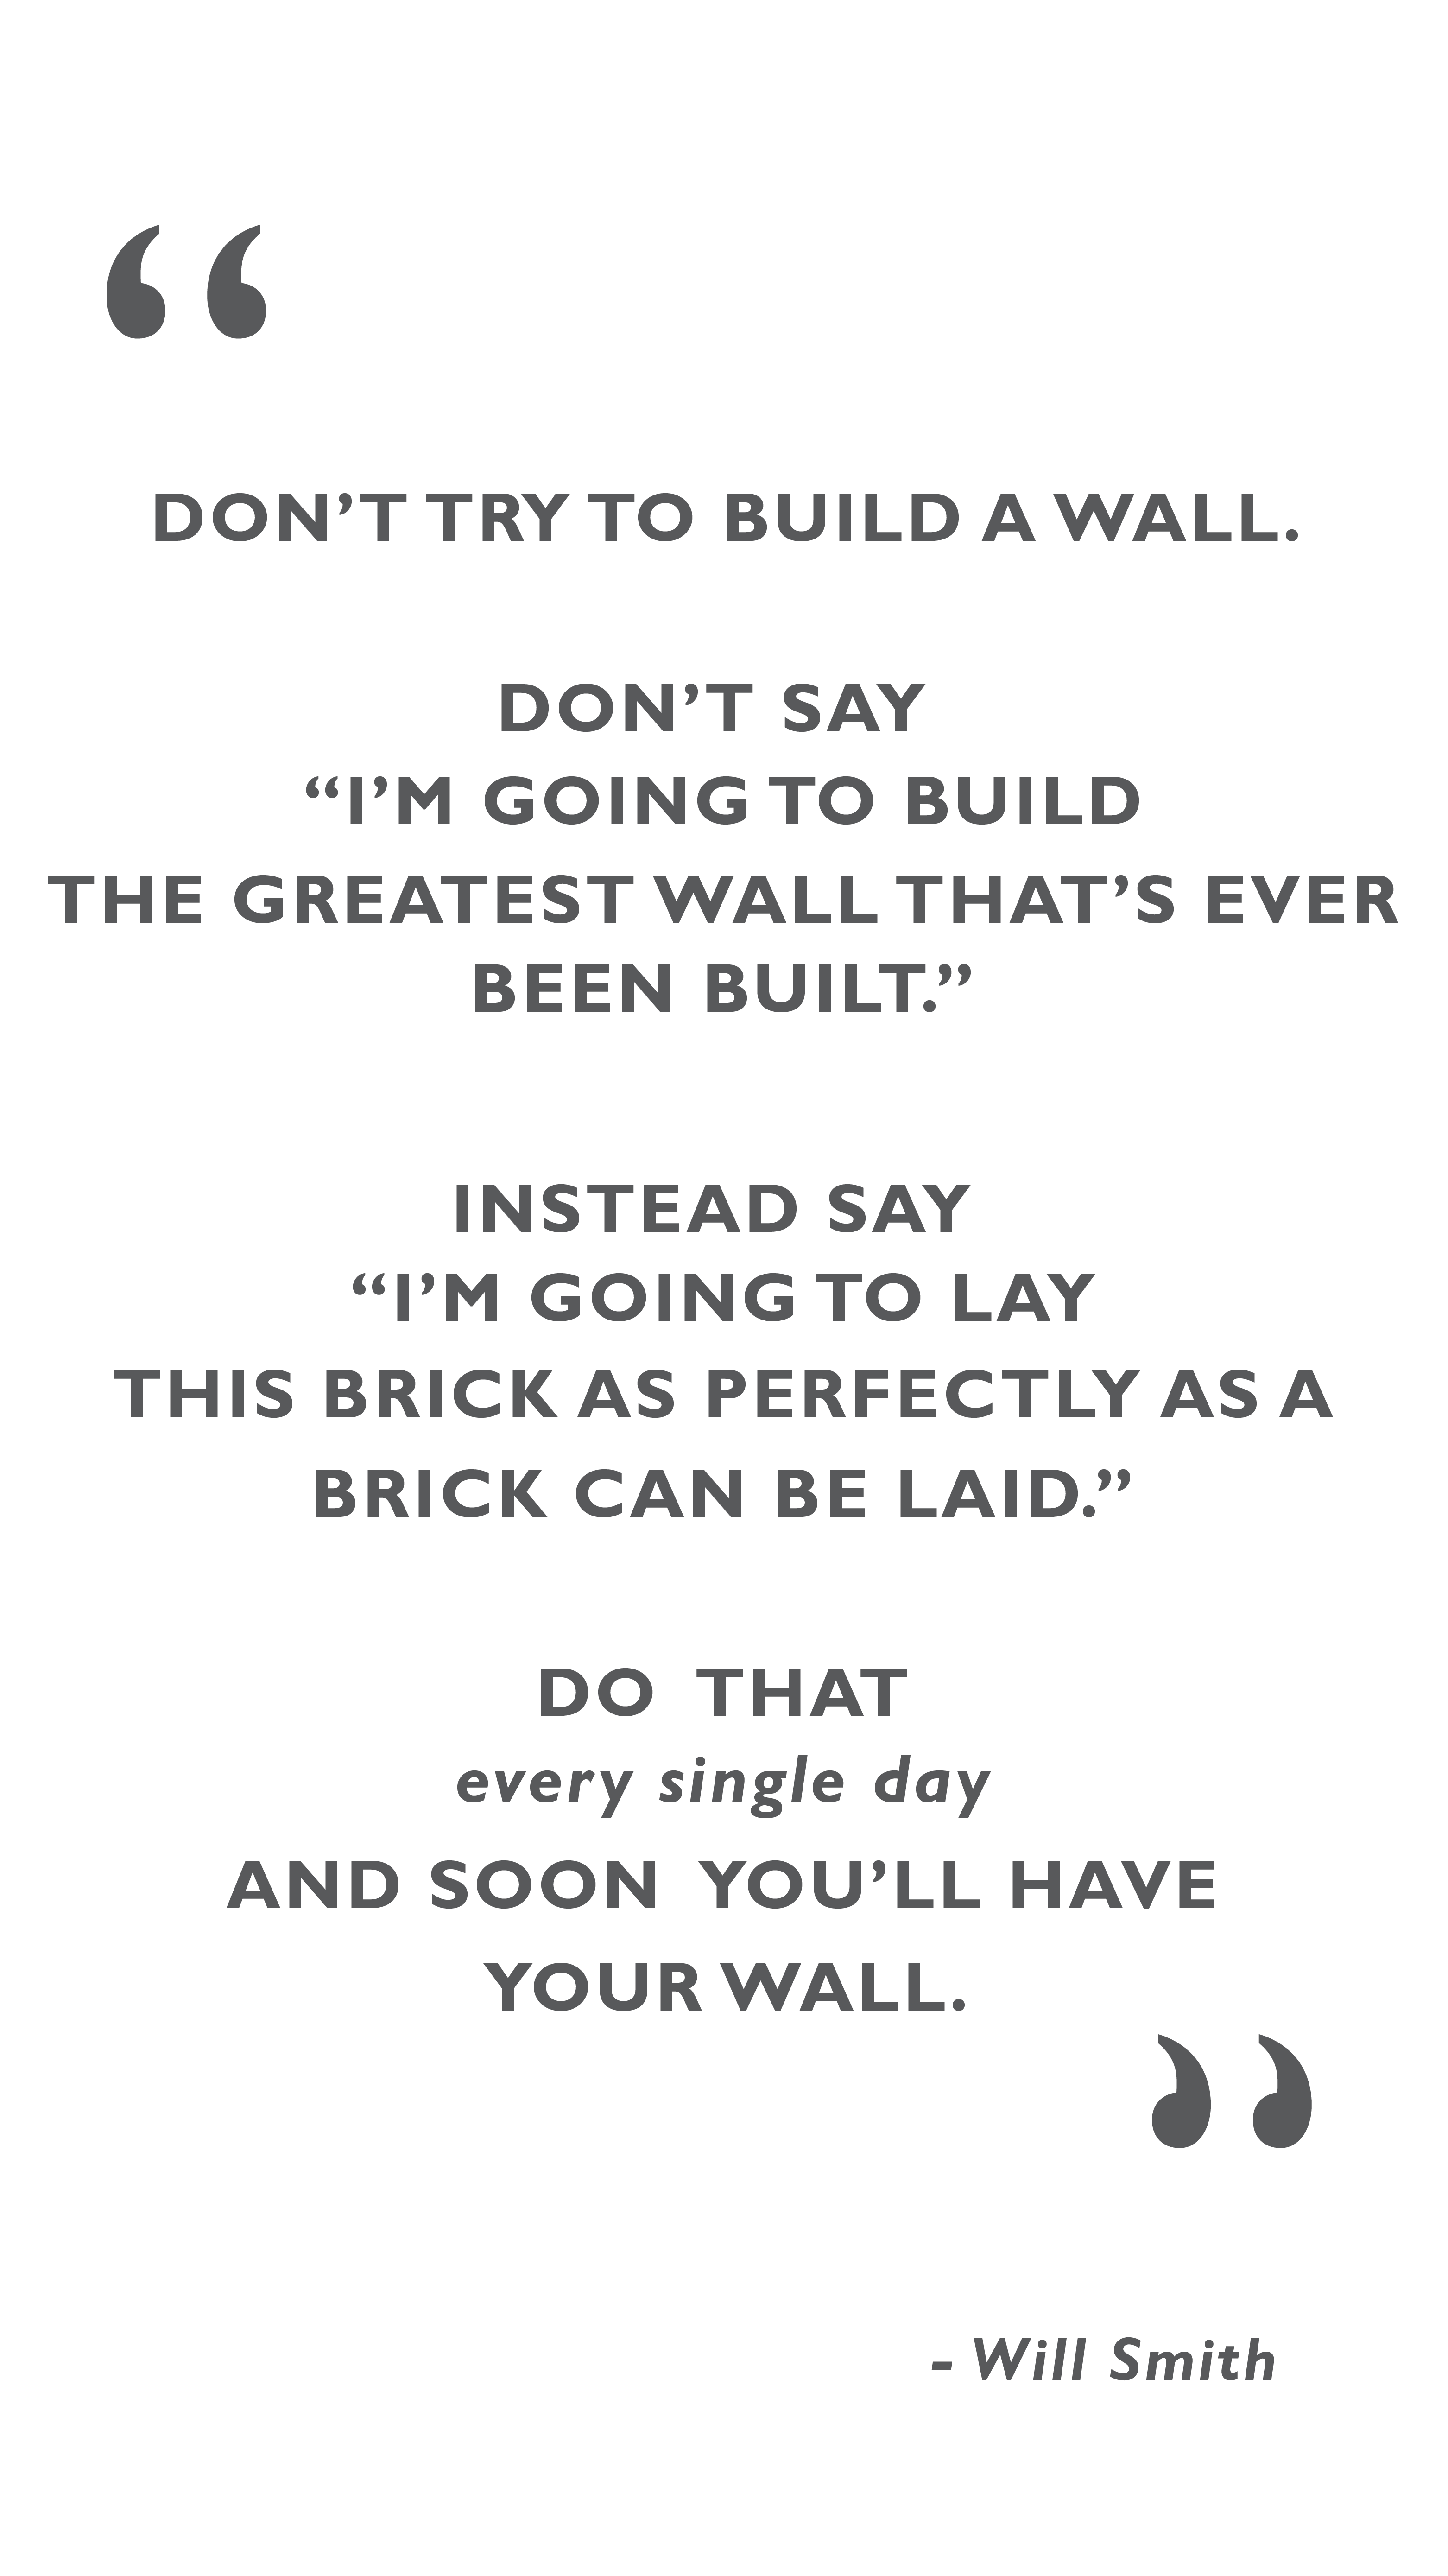 “
DON’T TRY TO BUILD A WALL.
DON’T SAY
“I’M GOING TO BUILD
THE GREATEST WALL THAT’S EVER
BEEN BUILT.”
INSTEAD SAY
“I’M GOING TO LAY
THIS BRICK AS PERFECTLY AS A
BRICK CAN BE LAID.”
DO THAT
every single day
AND SOON YOU’LL HAVE
YOUR WALL.
”
- Will Smith